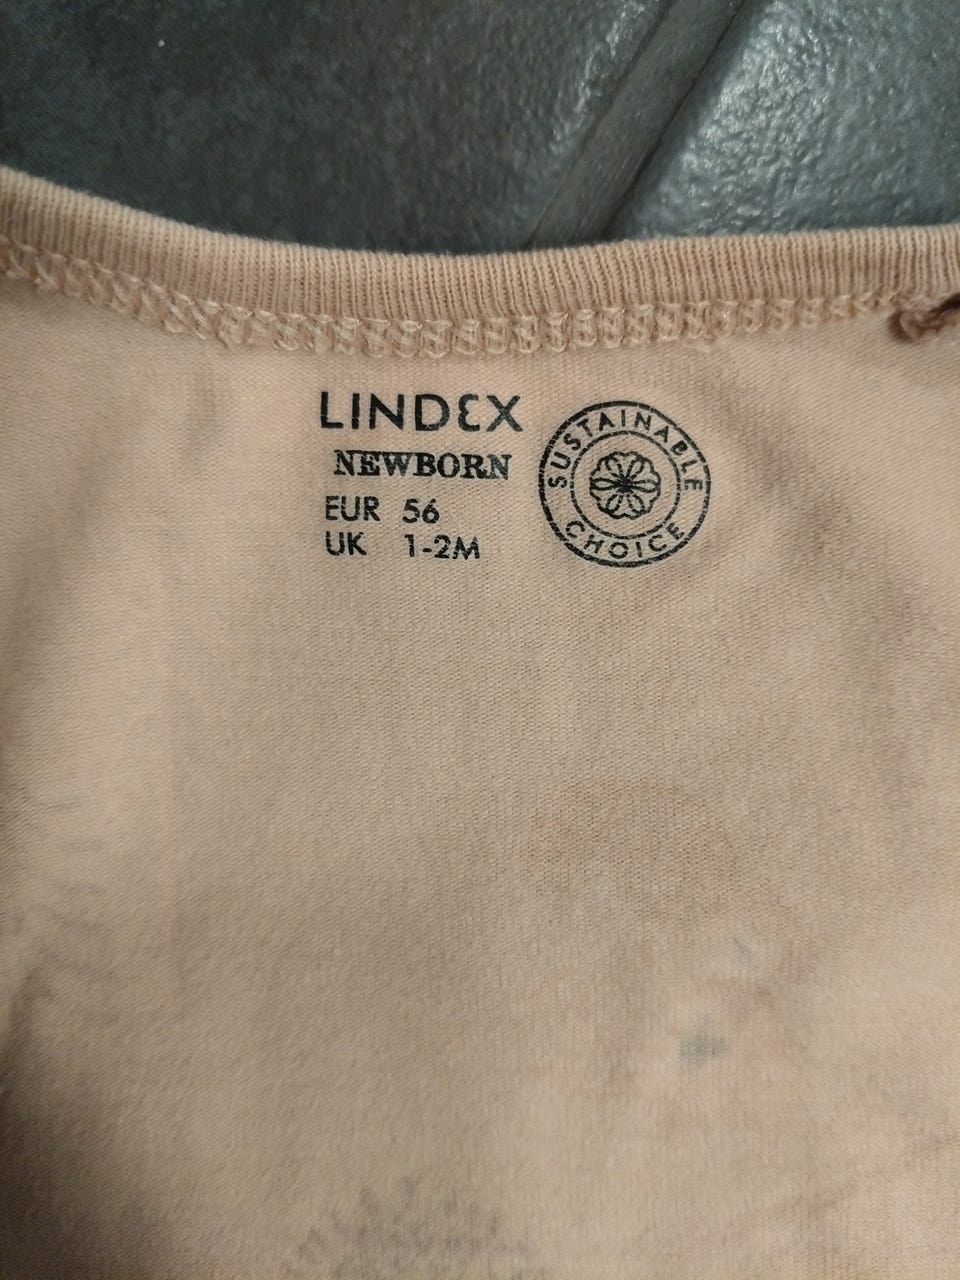 LINDEX
NEWBORN
EUR 56
UK 1-2M
SUSTAINABLE
CHOICE